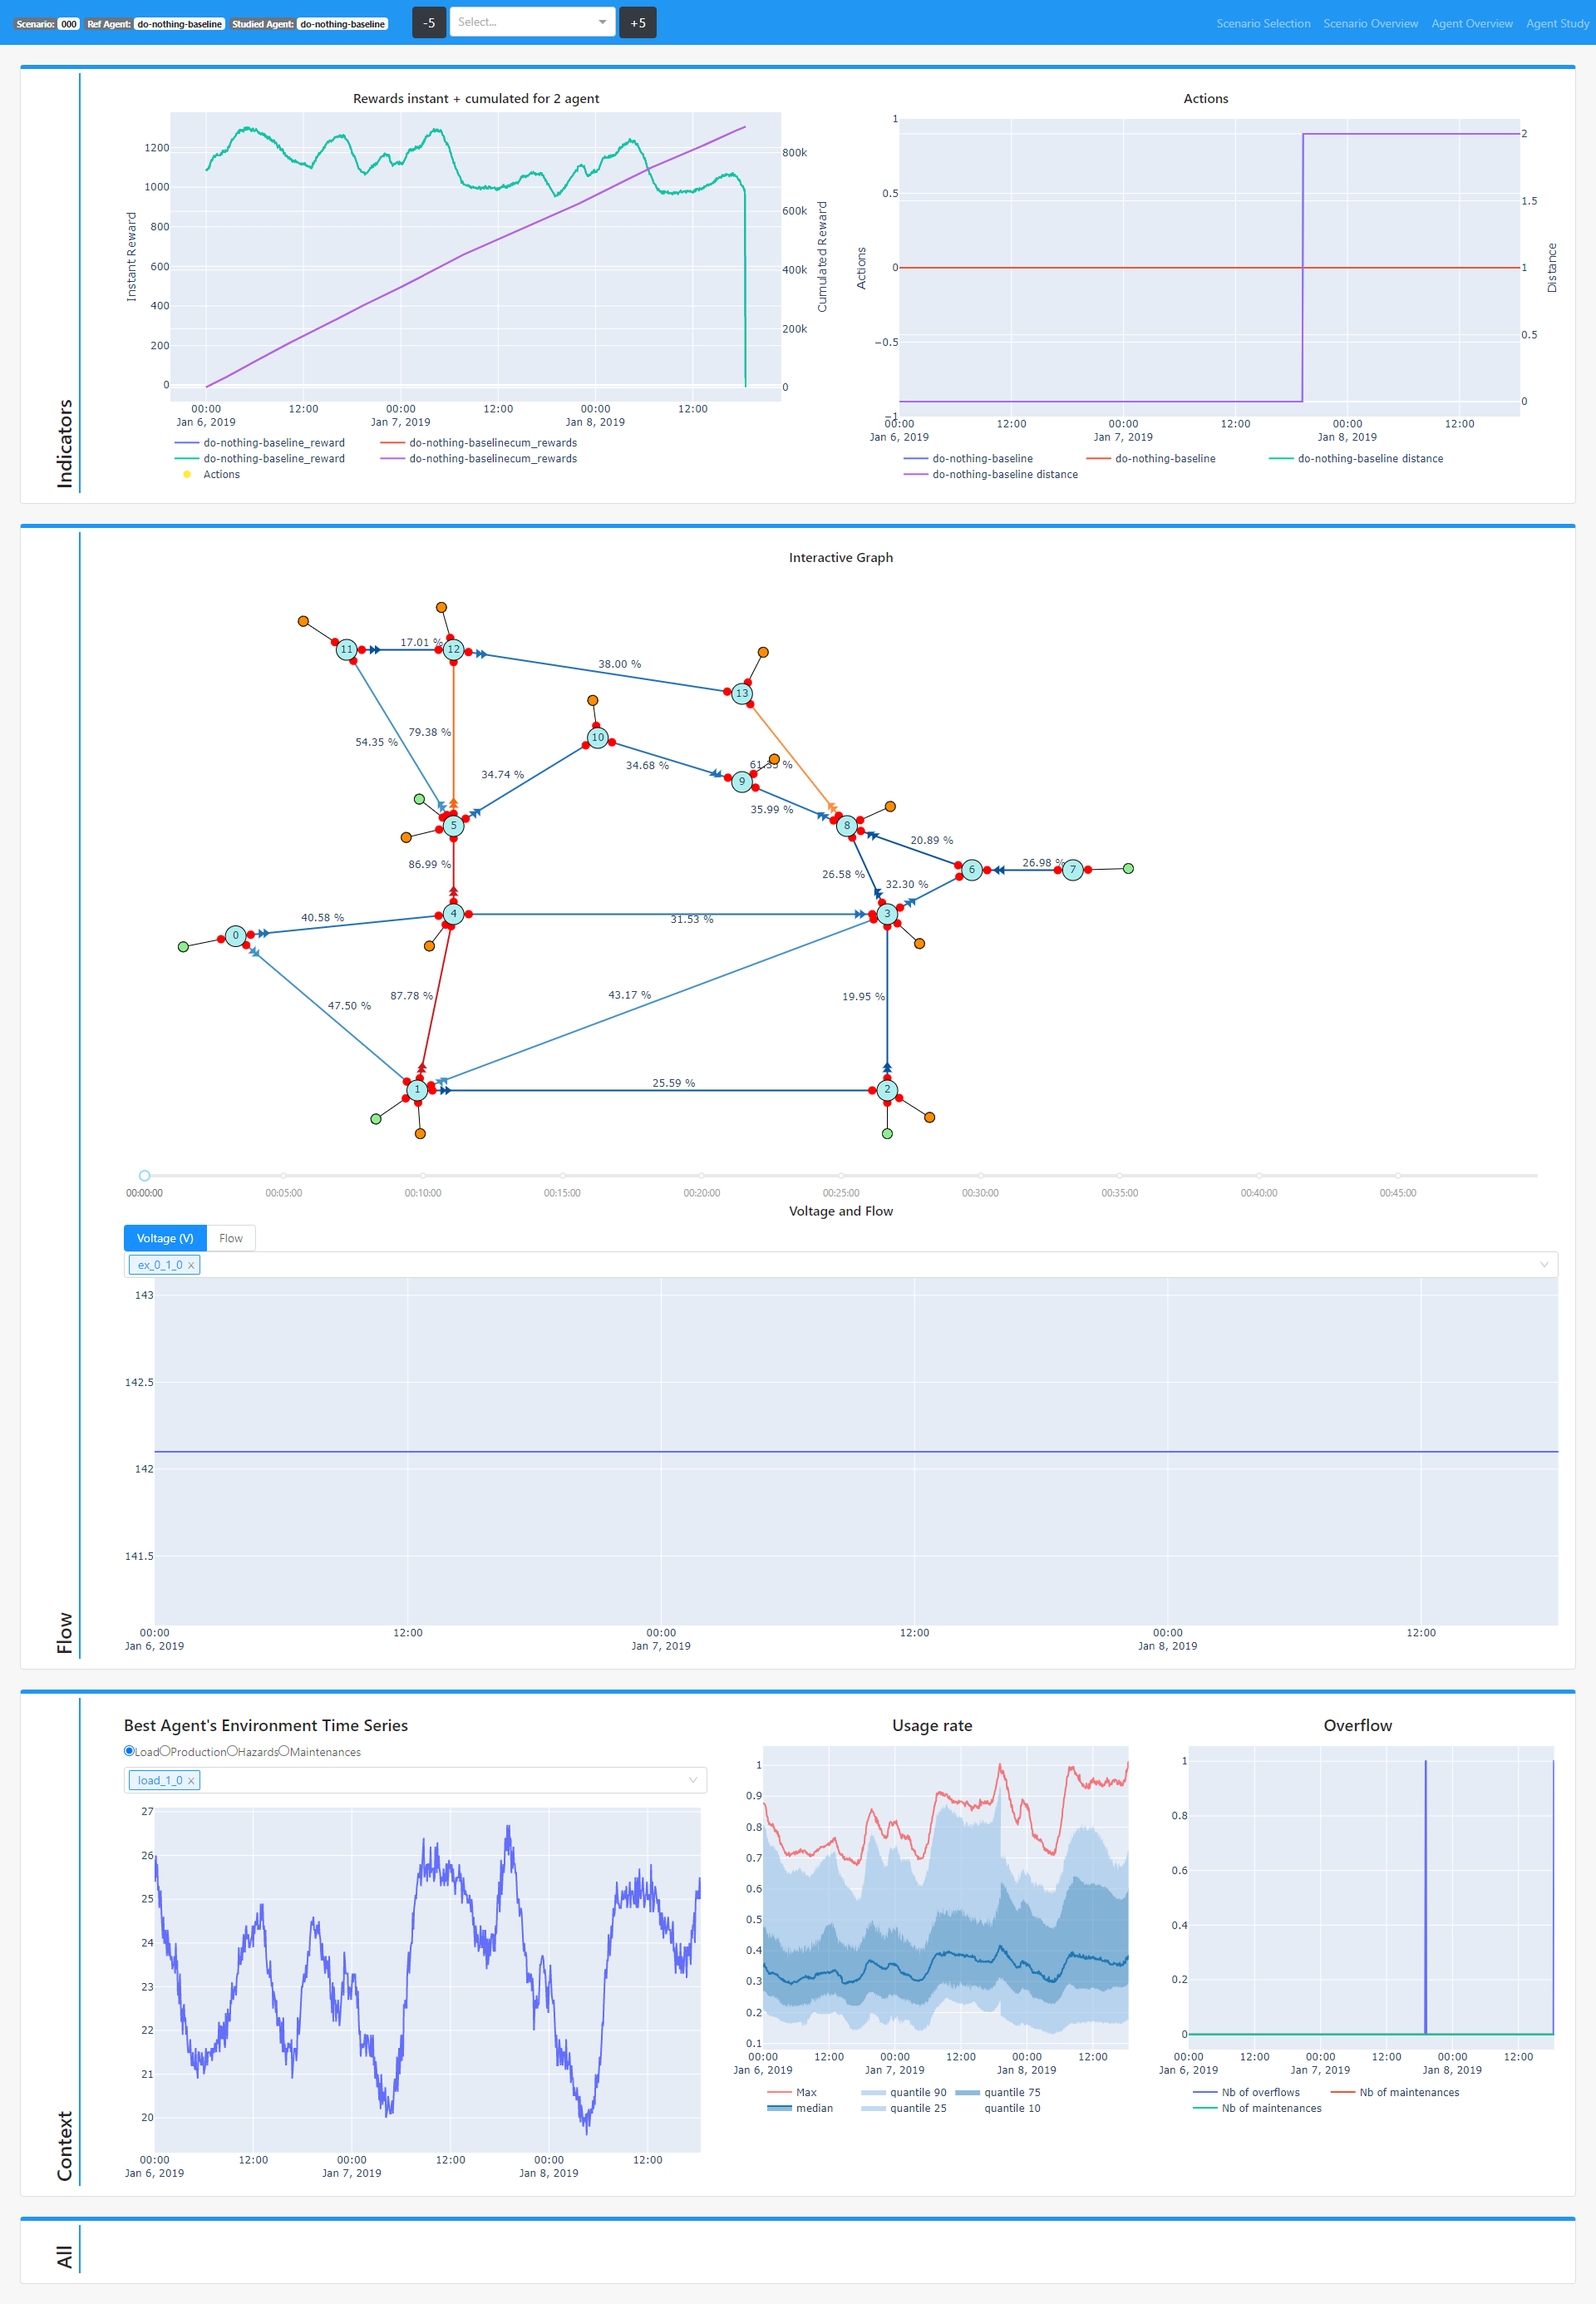 Scenario: 000 Ref Agent: do-nothing-baseline Studied Agent: do-nothing-baseline -5 Select... +5 Scenario Selection Scenario Overview Agent Overview Agent Study
Indicators
Rewards instant + cumulated for 2 agent
Instant Reward
1200
1000
800
600
400
200
0
800k
600k
400k
200k
0
Cumulated Reward
00:00 12:00 00:00 12:00 00:00 12:00
Jan 6, 2019 Jan 7, 2019 Jan 8, 2019
do-nothing-baseline_reward do-nothing-baselinecum_rewards
do-nothing-baseline_reward do-nothing-baselinecum_rewards
Actions
Actions
Actions
1
0.5
0
−0.5
−1
2
1.5
1
0.5
0
Distance
00:00 12:00 00:00 12:00 00:00 12:00
Jan 6, 2019 Jan 7, 2019 Jan 8, 2019
do-nothing-baseline do-nothing-baseline do-nothing-baseline distance
do-nothing-baseline distance
Flow
Interactive Graph
11 17.01 % 12
38.00 %
13
54.35 % 79.38 %
10
34.74 % 34.68 %
9
35.99 %
5 8
86.99 % 20.89 %
26.58 % 32.30 % 6 26.98 % 7
40.58 % 4 31.53 % 3
0
47.50 % 87.78 % 43.17 % 19.95 %
1 25.59 % 2
00:00:00 00:05:00 00:10:00 00:15:00 00:20:00 00:25:00 00:30:00 00:35:00 00:40:00 00:45:00
Voltage and Flow
Voltage (V) Flow
ex_0_1_0 x
143
142.5
142
141.5
00:00 12:00 00:00 12:00 00:00 12:00
Jan 6, 2019 Jan 7, 2019 Jan 8, 2019
Context
Best Agent's Environment Time Series
Load Production Hazards Maintenances
load_1_0 x
27
26
25
24
23
22
21
20
00:00 12:00 00:00 12:00 00:00 12:00
Jan 6, 2019 Jan 7, 2019 Jan 8, 2019
Usage rate
1
0.9
0.8
0.7
0.6
0.5
0.4
0.3
0.2
0.1
00:00 12:00 00:00 12:00 00:00 12:00
Jan 6, 2019 Jan 7, 2019 Jan 8, 2019
Max quantile 90 quantile 75
median quantile 25 quantile 10
Overflow
1
0.8
0.6
0.4
0.2
0
00:00 12:00 00:00 12:00 00:00 12:00
Jan 6, 2019 Jan 7, 2019 Jan 8, 2019
Nb of overflows Nb of maintenances
Nb of maintenances
All